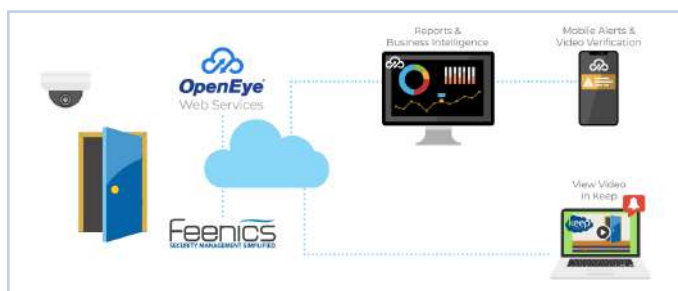 OpenEye
Web Services
Feenics
SECURITY MANAGEMENT SIMPLIFIED
Reports &
Business Intelligence
Mobile Alerts &
Video Verification
View Video
in Keep
keep